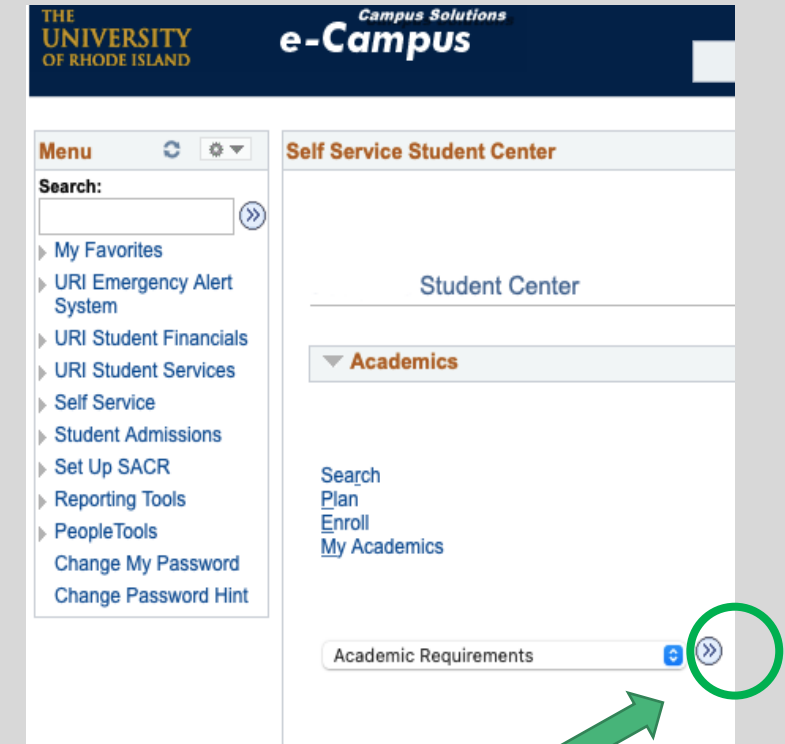 THE
UNIVERSITY
OF RHODE ISLAND
Campus Solutions
e-Campus
Menu
Search:
My Favorites
URI Emergency Alert
System
URI Student Financials
URI Student Services
Self Service
Student Admissions
Set Up SACR
Reporting Tools
PeopleTools
Change My Password
Change Password Hint
Self Service Student Center
Student Center
Academics
Search
Plan
Enroll
My Academics
Academic Requirements